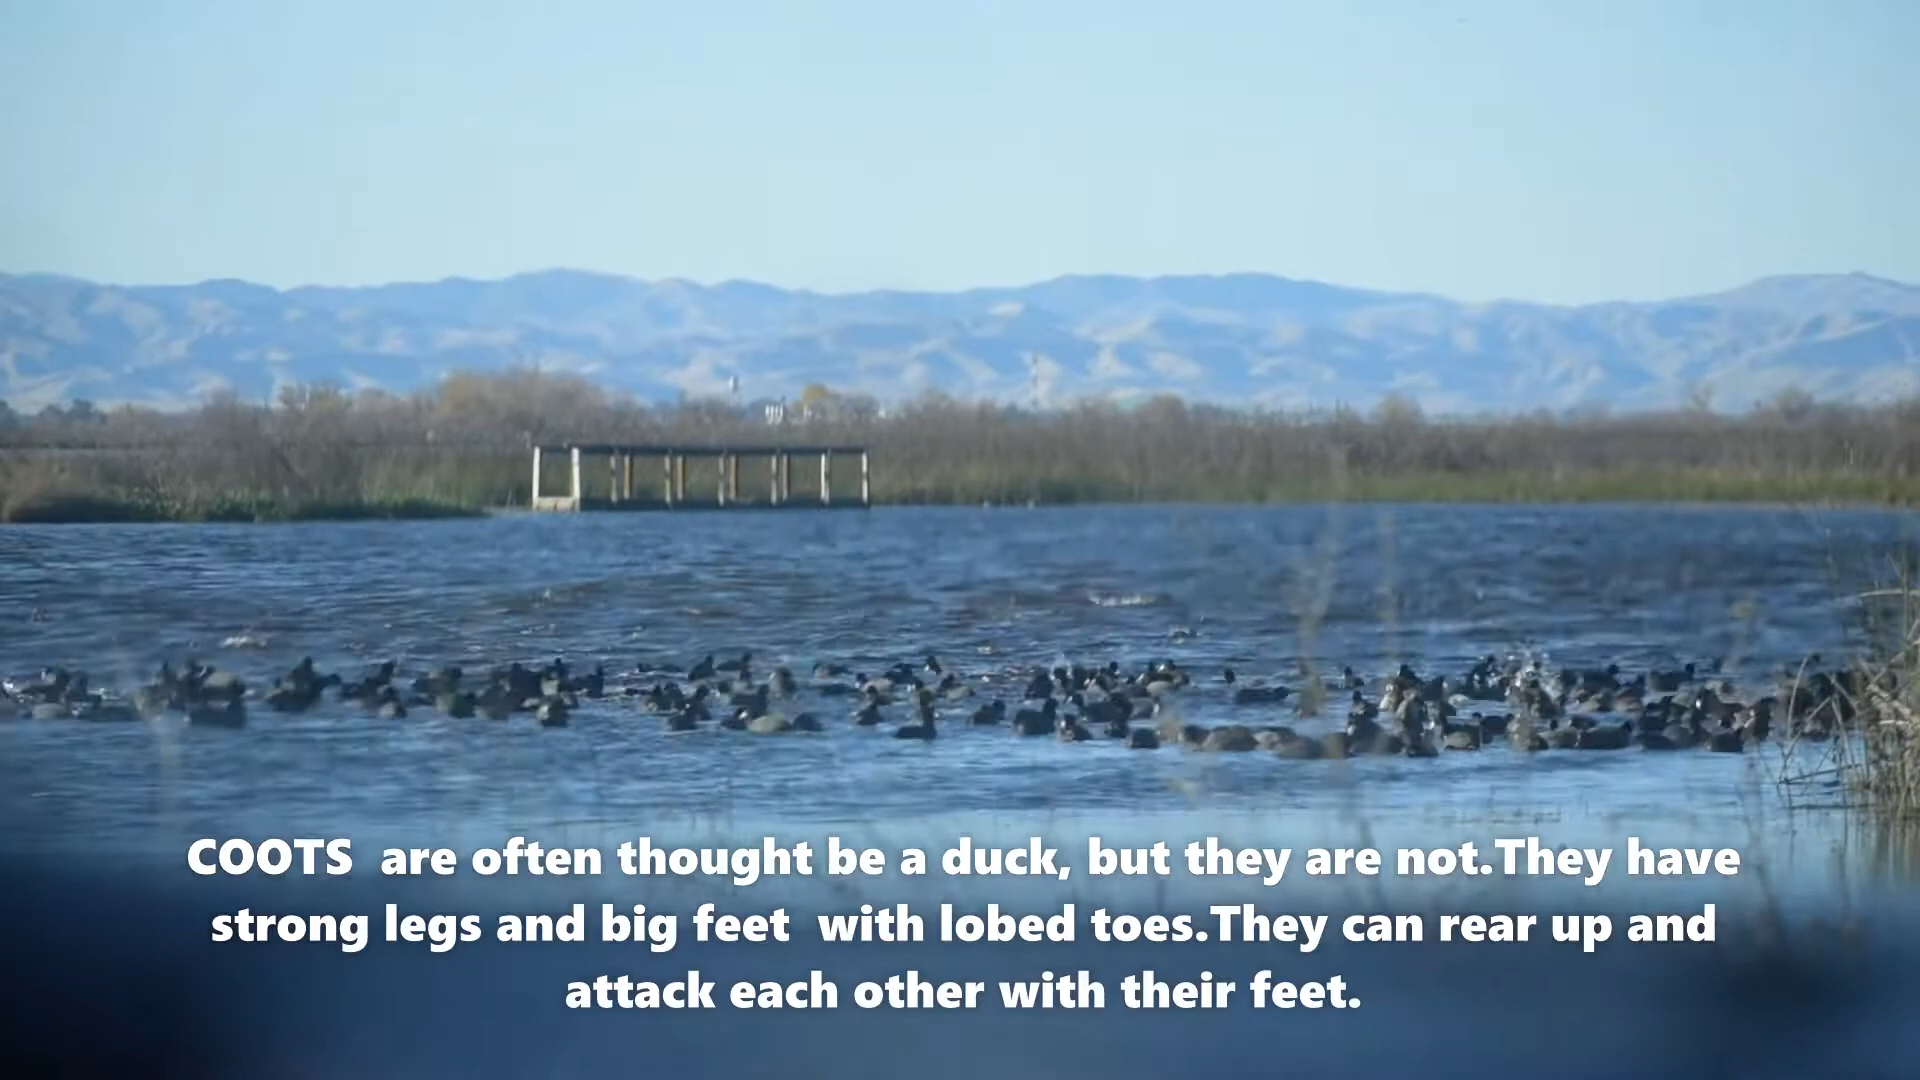 COOTS  are often thought be a duck, but they are not.They have
strong legs and big feet  with lobed toes.They can rear up and
attack each other with their feet.